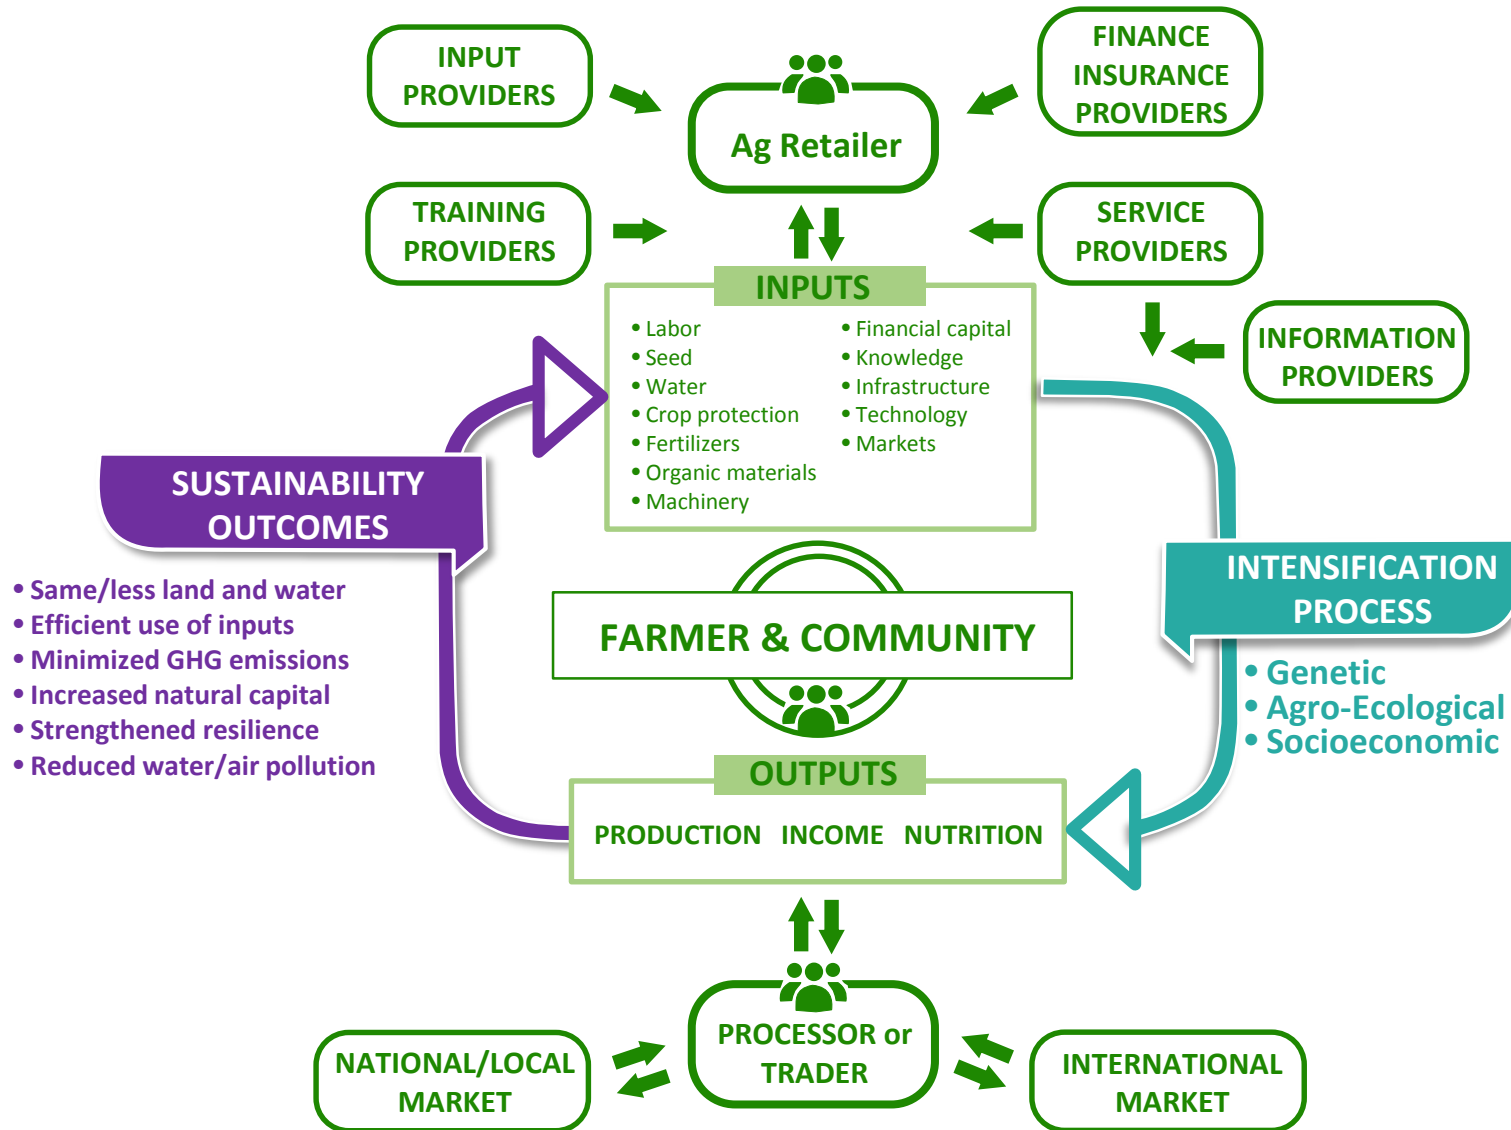 INPUT
PROVIDERS
FINANCE
INSURANCE
PROVIDERS
Ag Retailer
TRAINING
PROVIDERS
SERVICE
PROVIDERS
INPUTS
• Labor
• Seed
• Water
• Crop protection
• Fertilizers
• Organic materials
• Machinery
• Financial capital
• Knowledge
• Infrastructure
• Technology
• Markets
INFORMATION
PROVIDERS
SUSTAINABILITY
OUTCOMES
• Same/less land and water
• Efficient use of inputs
• Minimized GHG emissions
• Increased natural capital
• Strengthened resilience
• Reduced water/air pollution
FARMER & COMMUNITY
INTENSIFICATION
PROCESS
• Genetic
• Agro-Ecological
• Socioeconomic
OUTPUTS
PRODUCTION INCOME NUTRITION
PROCESSOR or
TRADER
NATIONAL/LOCAL
MARKET
INTERNATIONAL
MARKET